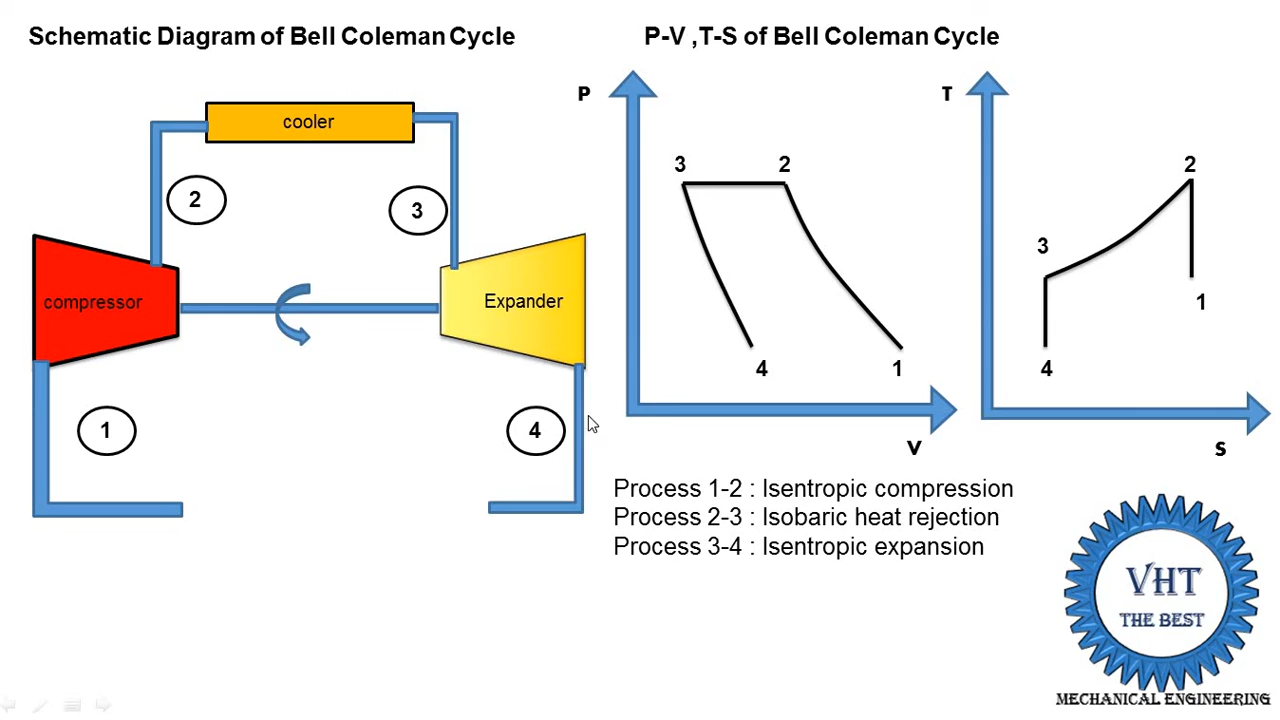 Schematic Diagram of Bell Coleman Cycle
P-V ,T-S of Bell Coleman Cycle
cooler
2
3
compressor
Expander
1
4
P
3
2
4
1
V
T
2
3
1
4
S
Process 1-2 : Isentropic compression
Process 2-3 : Isobaric heat rejection
Process 3-4 : Isentropic expansion
VHT
THE BEST
MECHANICAL ENGINEERING